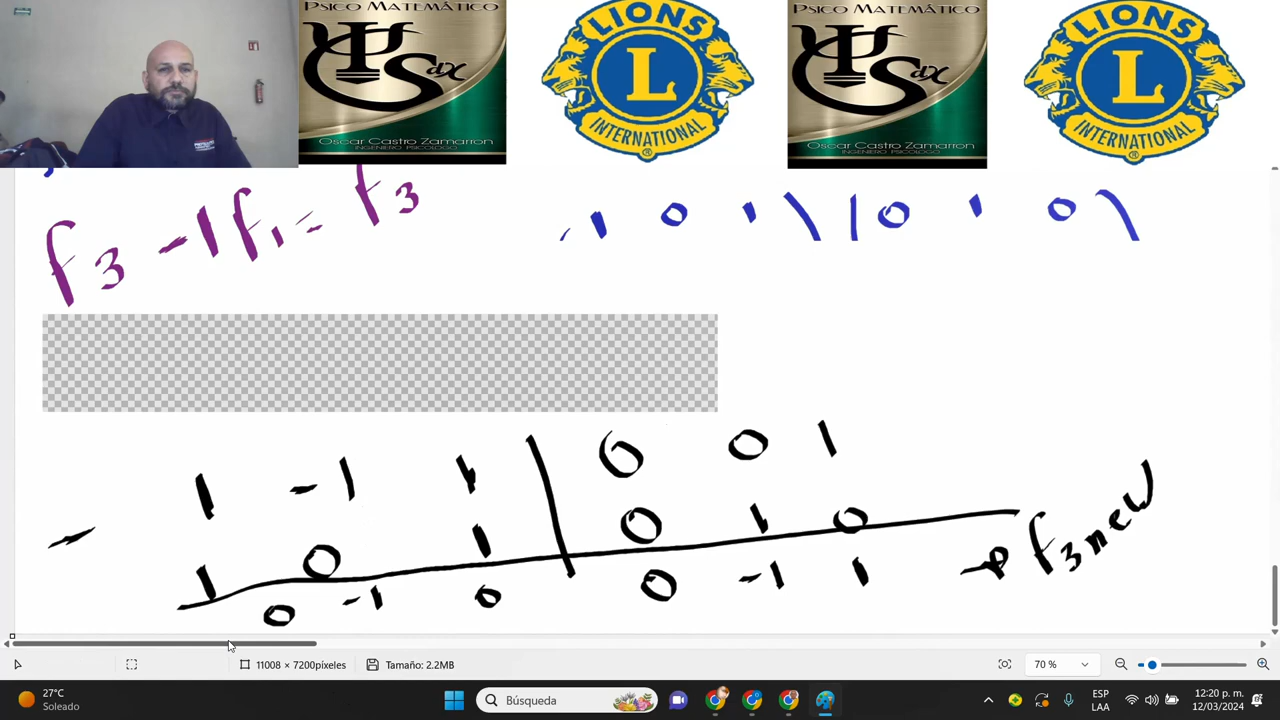 PSICO MATEMÁTICO
Oscar Castro Zamarron
INGENIERO PSICOLOGO
LIONS
L
INTERNATIONAL
®
PSICO MATEMÁTICO
Oscar Castro Zamarron
INGENIERO PSICOLOGO
LIONS
L
INTERNATIONAL
®
f3 -1f1 = f3
-1 0 1 | | 0 1 0 |
1 -1 1 | 0 0 1
- 1 0 1 | 0 1 0
0 -1 0 0 -1 1 → f3 new
11008 × 7200píxeles
Tamaño: 2.2MB
70 %
27°C
Soleado
Búsqueda
ESP
LAA
12:20 p. m.
12/03/2024